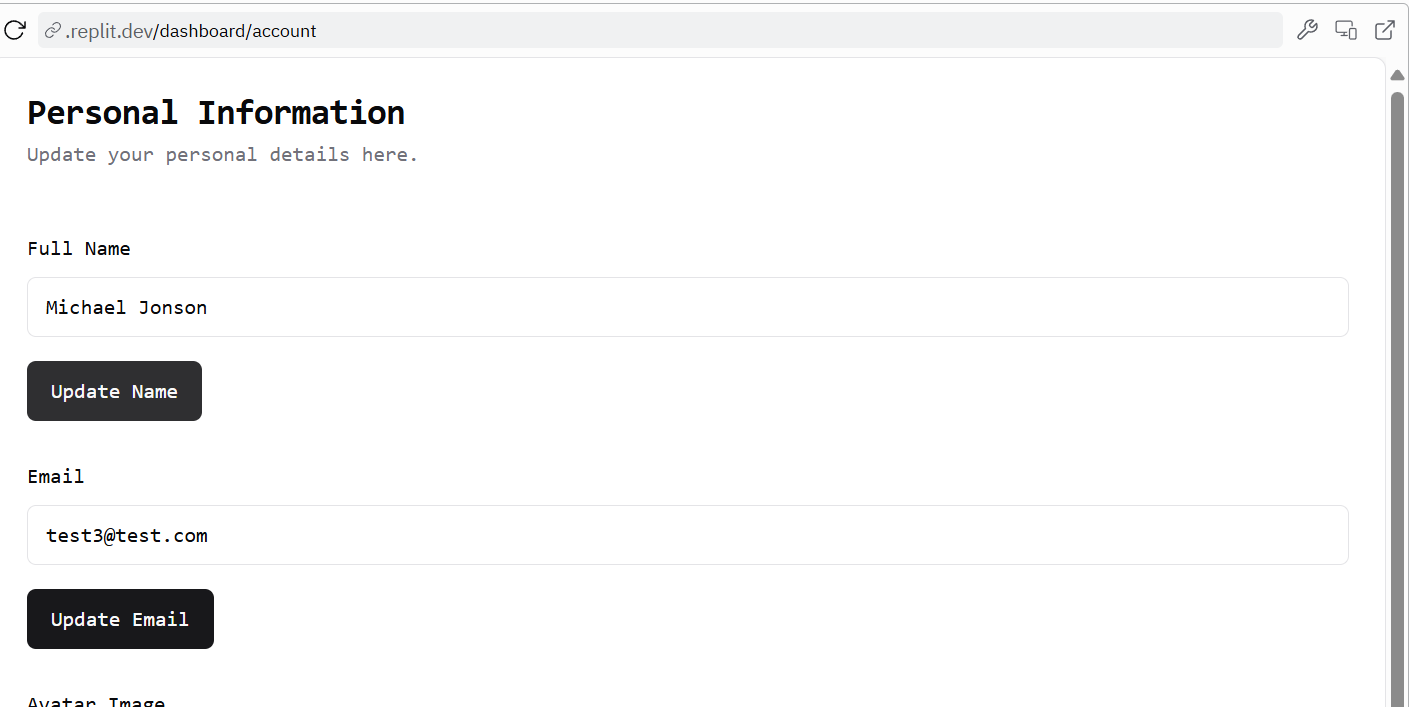 .replit.dev/dashboard/account
Personal Information
Update your personal details here.
Full Name
Michael Jonson
Update Name
Email
test3@test.com
Update Email
Avatar Image